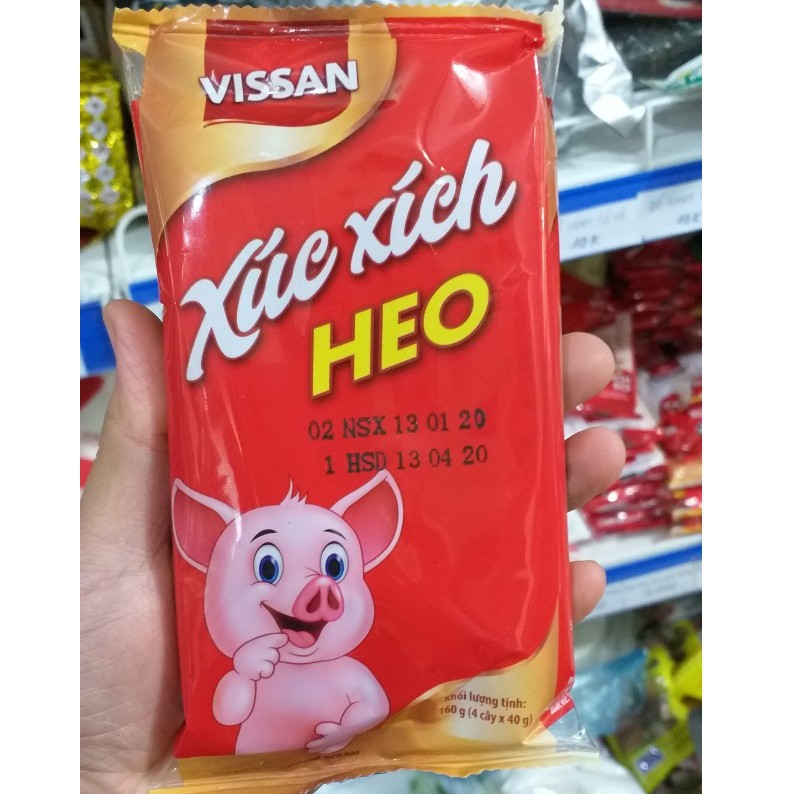 VISSAN
Xúc xích
HEO
02 NSX 13 01 20
1 HSD 13 04 20
Khối lượng tịnh:
160 g (4 cây x 40 g)
10 K